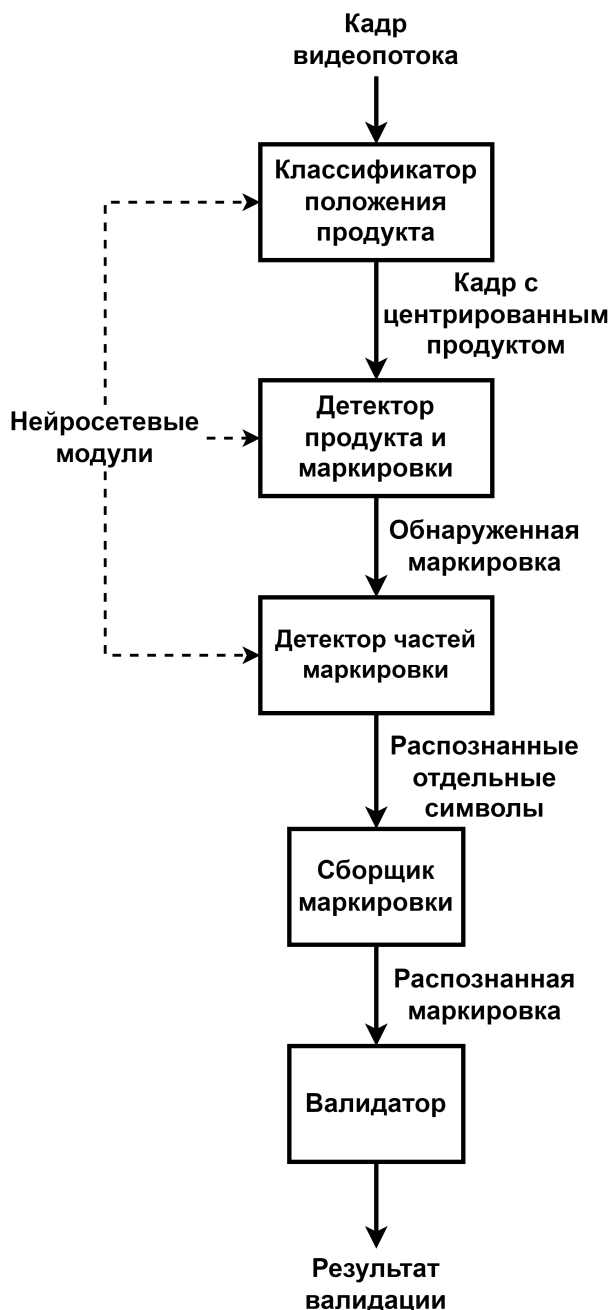 Кадр
видеопотока
Классификатор
положения
продукта
Кадр с
центрированным
продуктом
Нейросетевые
модули
Детектор
продукта и
маркировки
Обнаруженная
маркировка
Детектор частей
маркировки
Распознанные
отдельные
символы
Сборщик
маркировки
Распознанная
маркировка
Валидатор
Результат
валидации